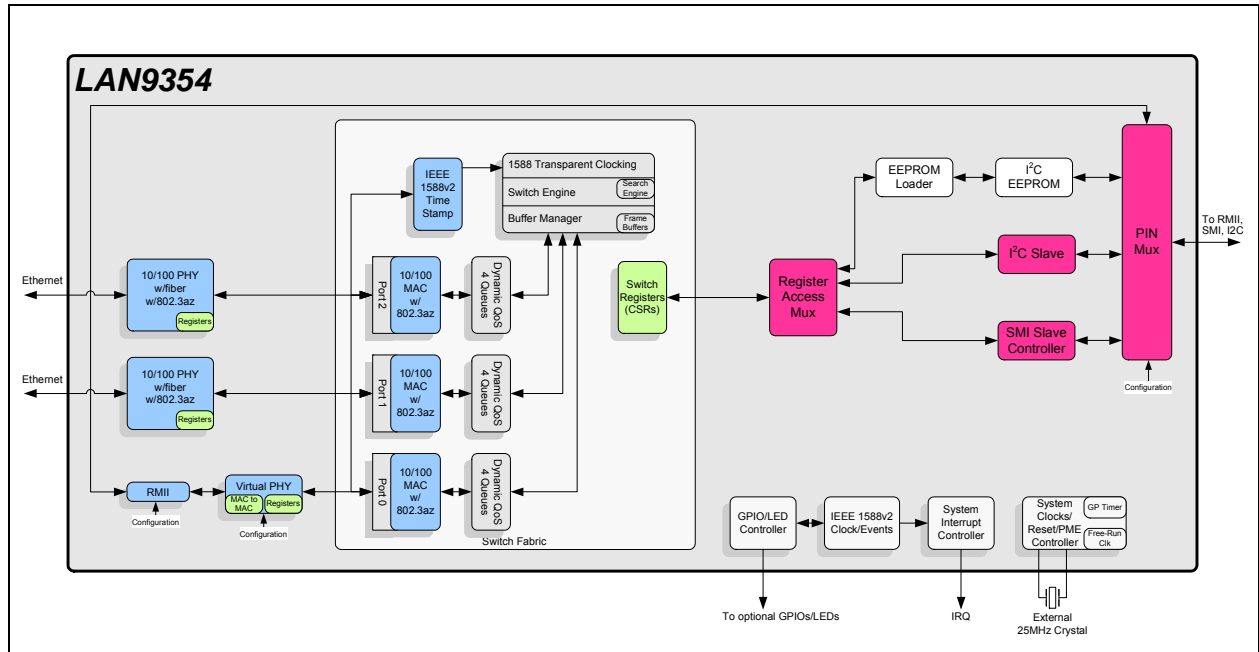 LAN9354
IEEE
1588v2
Time
Stamp
1588 Transparent Clocking
Switch Engine
Search
Engine
Buffer Manager
Frame
Buffers
EEPROM
Loader
I²C
EEPROM
PIN
Mux
To RMII,
SMI, I2C
I²C Slave
Register
Access
Mux
SMI Slave
Controller
Configuration
Switch
Registers
(CSRs)
Ethernet
10/100 PHY
w/fiber
w/802.3az
Registers
Port 2
10/100
MAC
w/
802.3az
Dynamic QoS
4 Queues
Ethernet
10/100 PHY
w/fiber
w/802.3az
Registers
Port 1
10/100
MAC
w/
802.3az
Dynamic QoS
4 Queues
RMII
Configuration
Virtual PHY
MAC to
MAC
Registers
Configuration
Port 0
10/100
MAC
w/
802.3az
Dynamic QoS
4 Queues
Switch Fabric
GPIO/LED
Controller
IEEE 1588v2
Clock/Events
System
Interrupt
Controller
System
Clocks/
Reset/PME
Controller
GP Timer
Free-Run
Clk
To optional GPIOs/LEDs
IRQ
External
25MHz Crystal